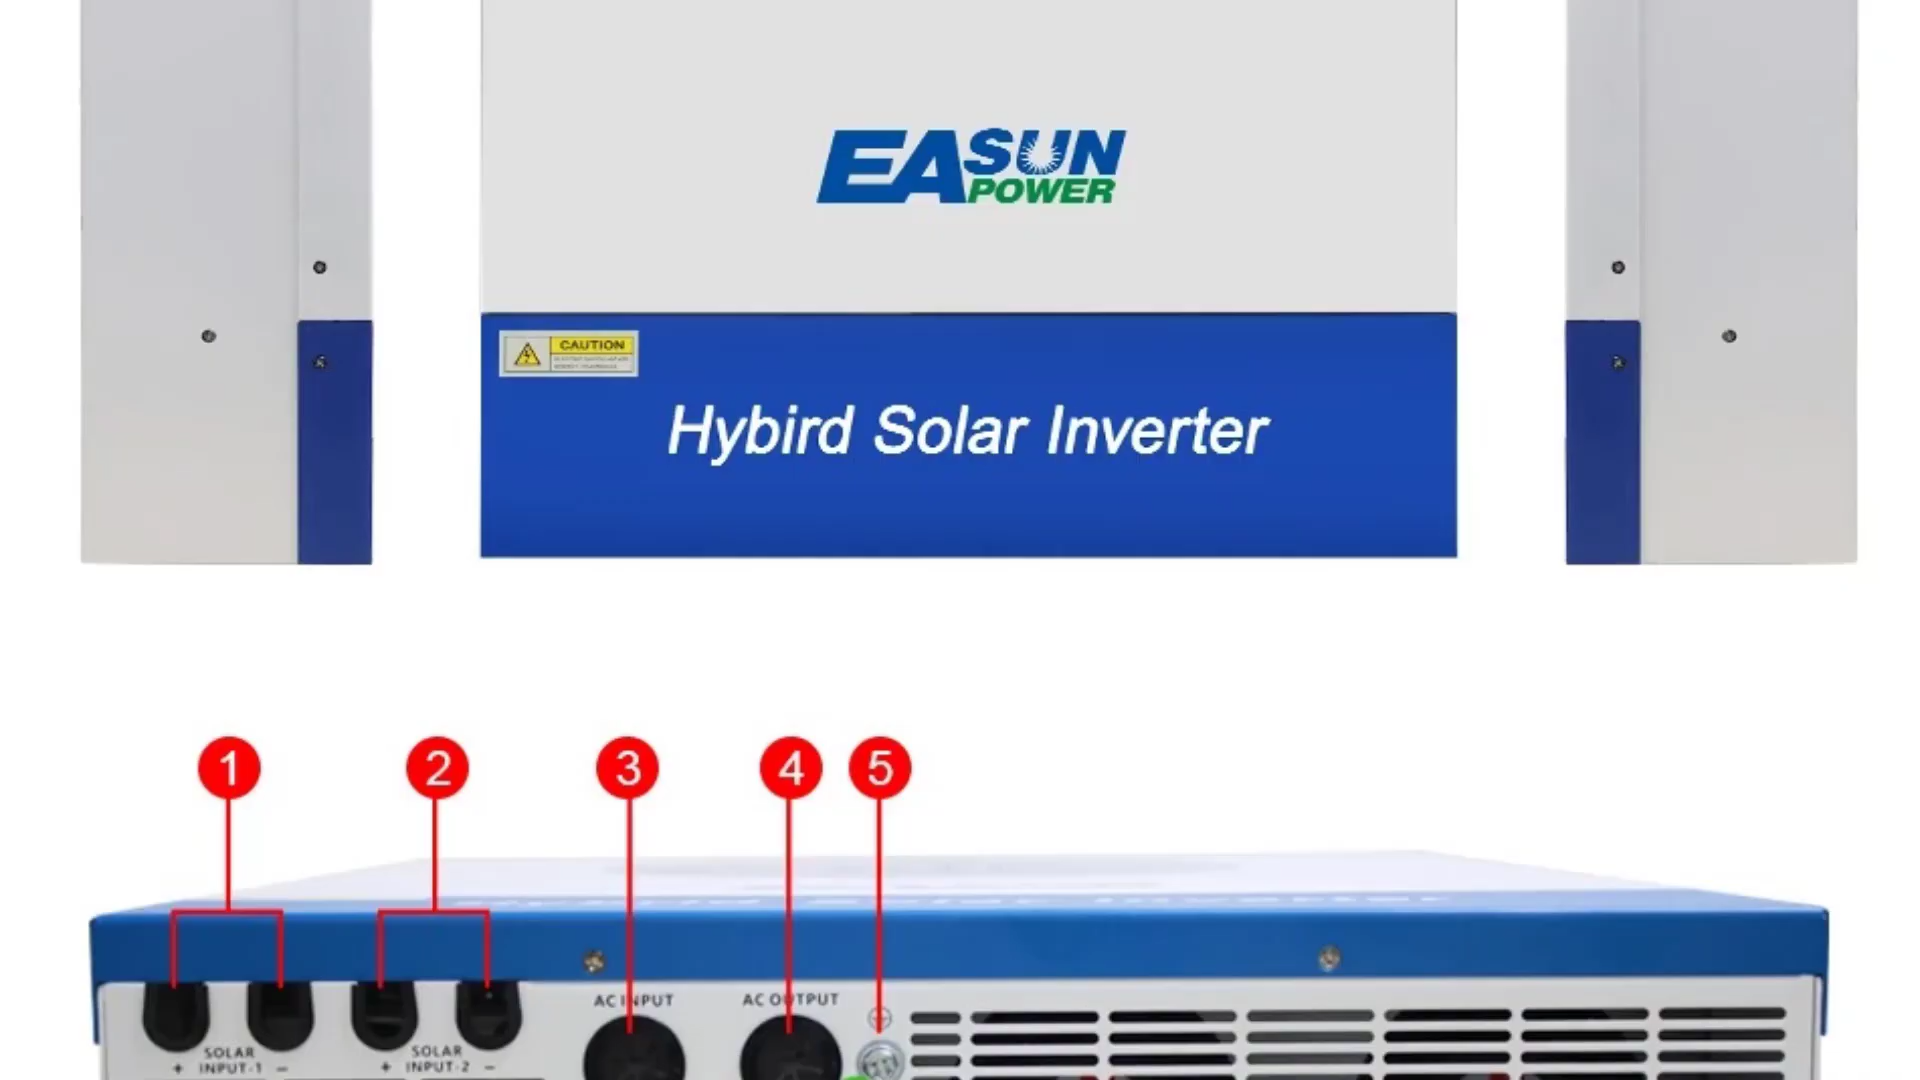 EASUN
POWER
CAUTION
Hybird Solar Inverter
1
2
3
4
5
AC INPUT
AC OUTPUT
SOLAR
+ INPUT-1 −
SOLAR
+ INPUT-2 −